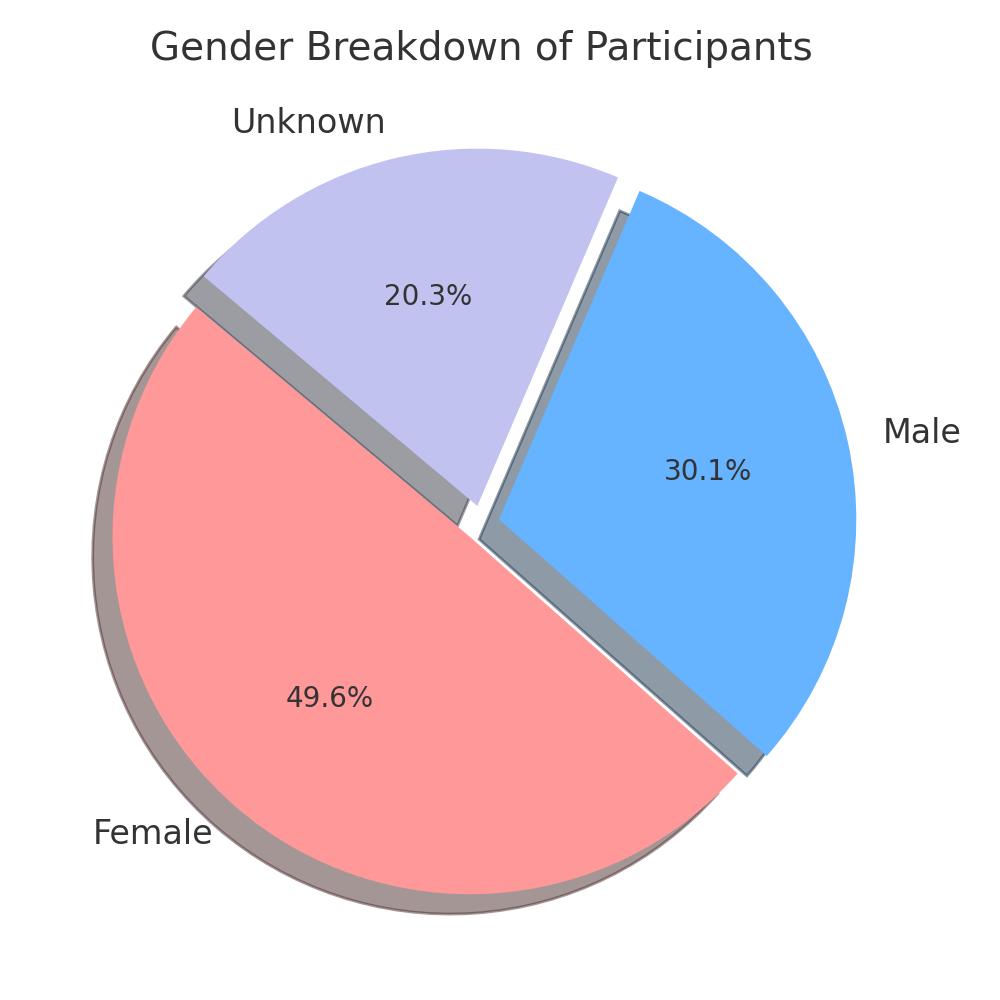 Gender Breakdown of Participants
Unknown
20.3%
Male
30.1%
49.6%
Female